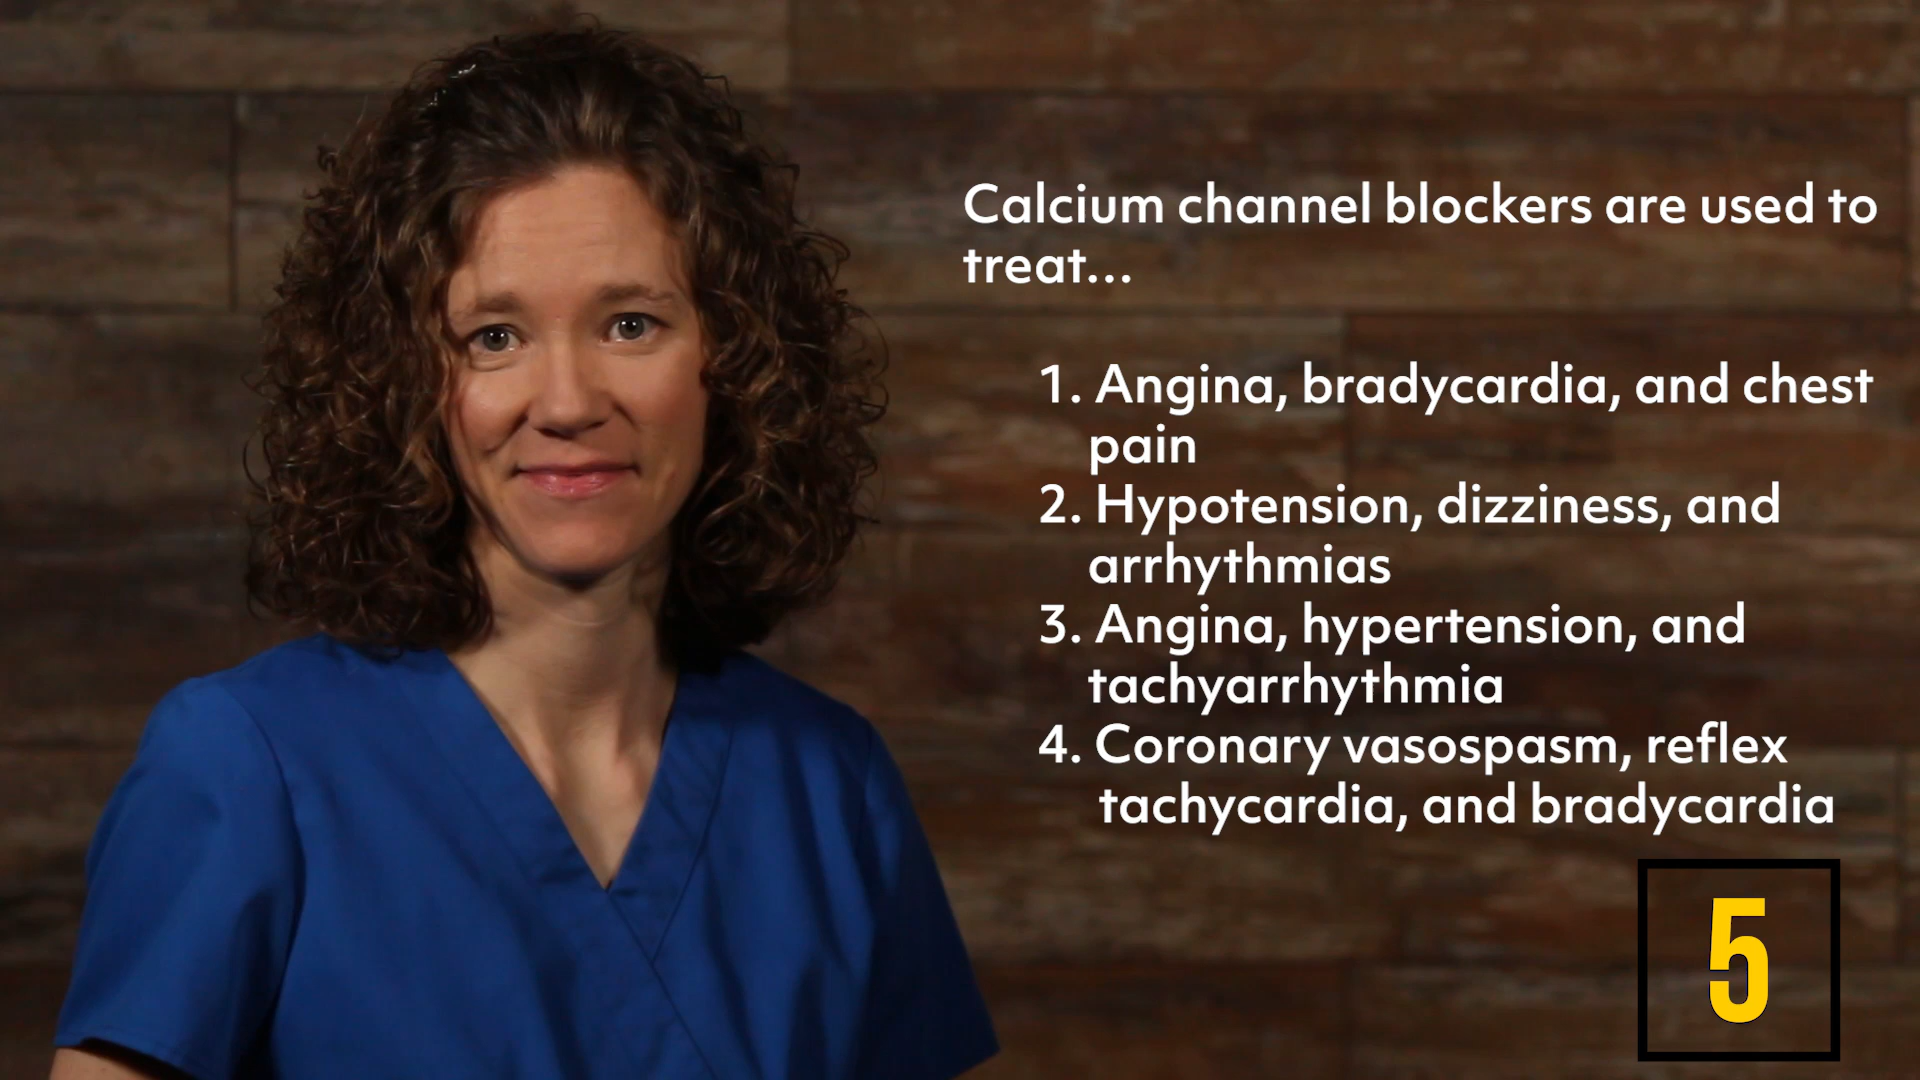 Calcium channel blockers are used to
treat...
1. Angina, bradycardia, and chest
pain
2. Hypotension, dizziness, and
arrhythmias
3. Angina, hypertension, and
tachyarrhythmia
4. Coronary vasospasm, reflex
tachycardia, and bradycardia
5